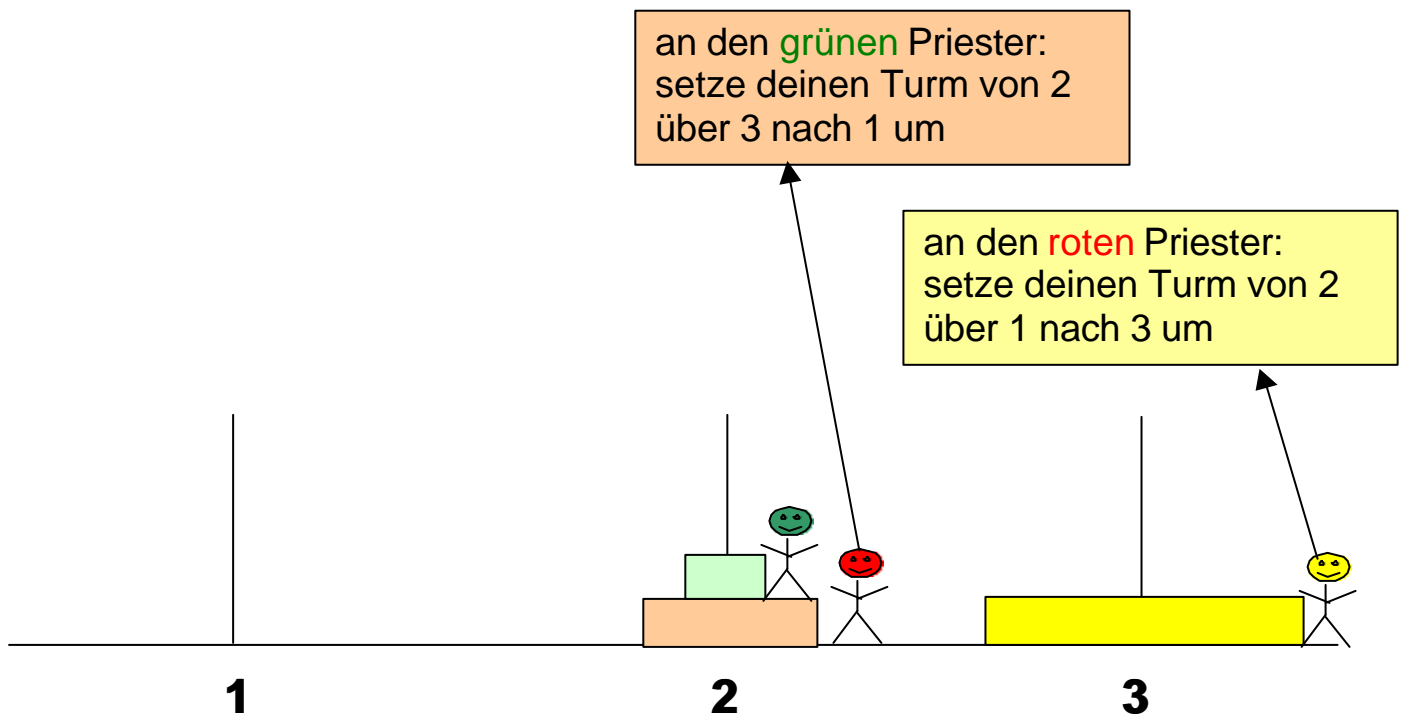 an den grünen Priester:
setze deinen Turm von 2
über 3 nach 1 um
an den roten Priester:
setze deinen Turm von 2
über 1 nach 3 um
1 2 3